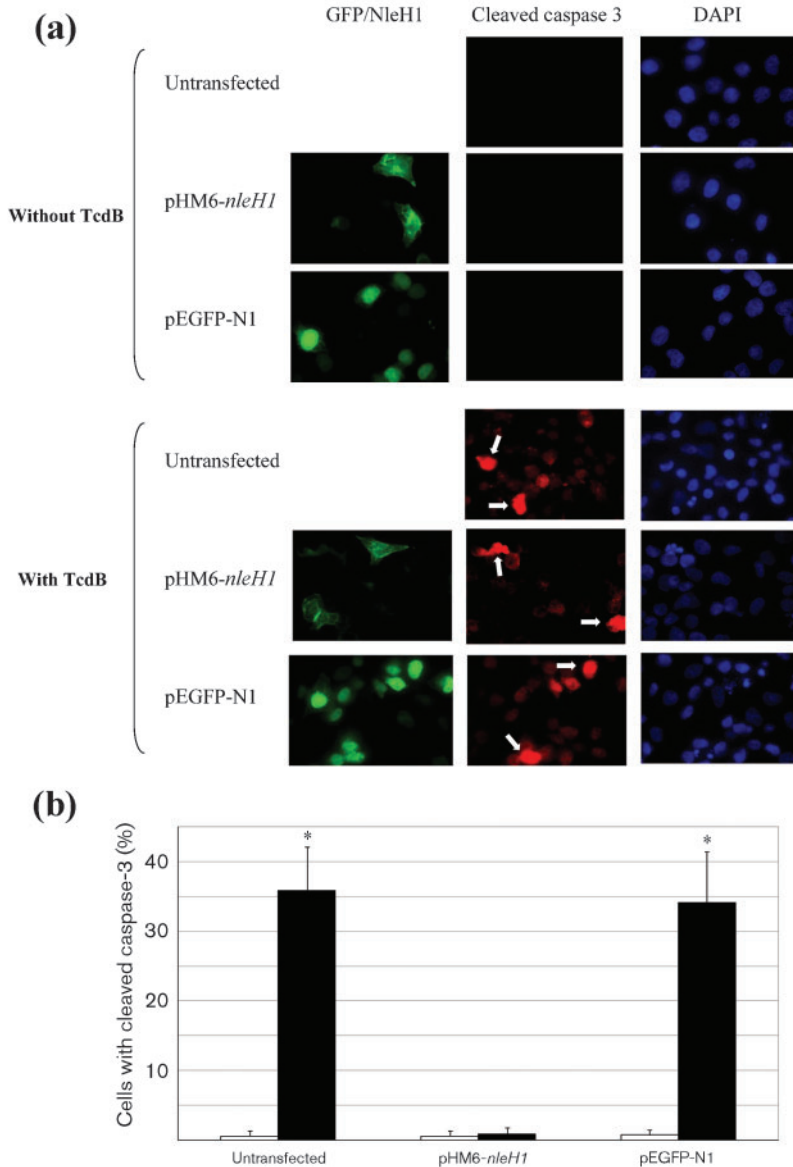 (a)
GFP/NleH1 Cleaved caspase 3 DAPI
Untransfected
Without TcdB
pHM6-nleH1
pEGFP-N1
Untransfected
With TcdB
pHM6-nleH1
pEGFP-N1
(b)
Cells with cleaved caspase-3 (%)
40
30
20
10
* *
Untransfected pHM6-nleH1 pEGFP-N1